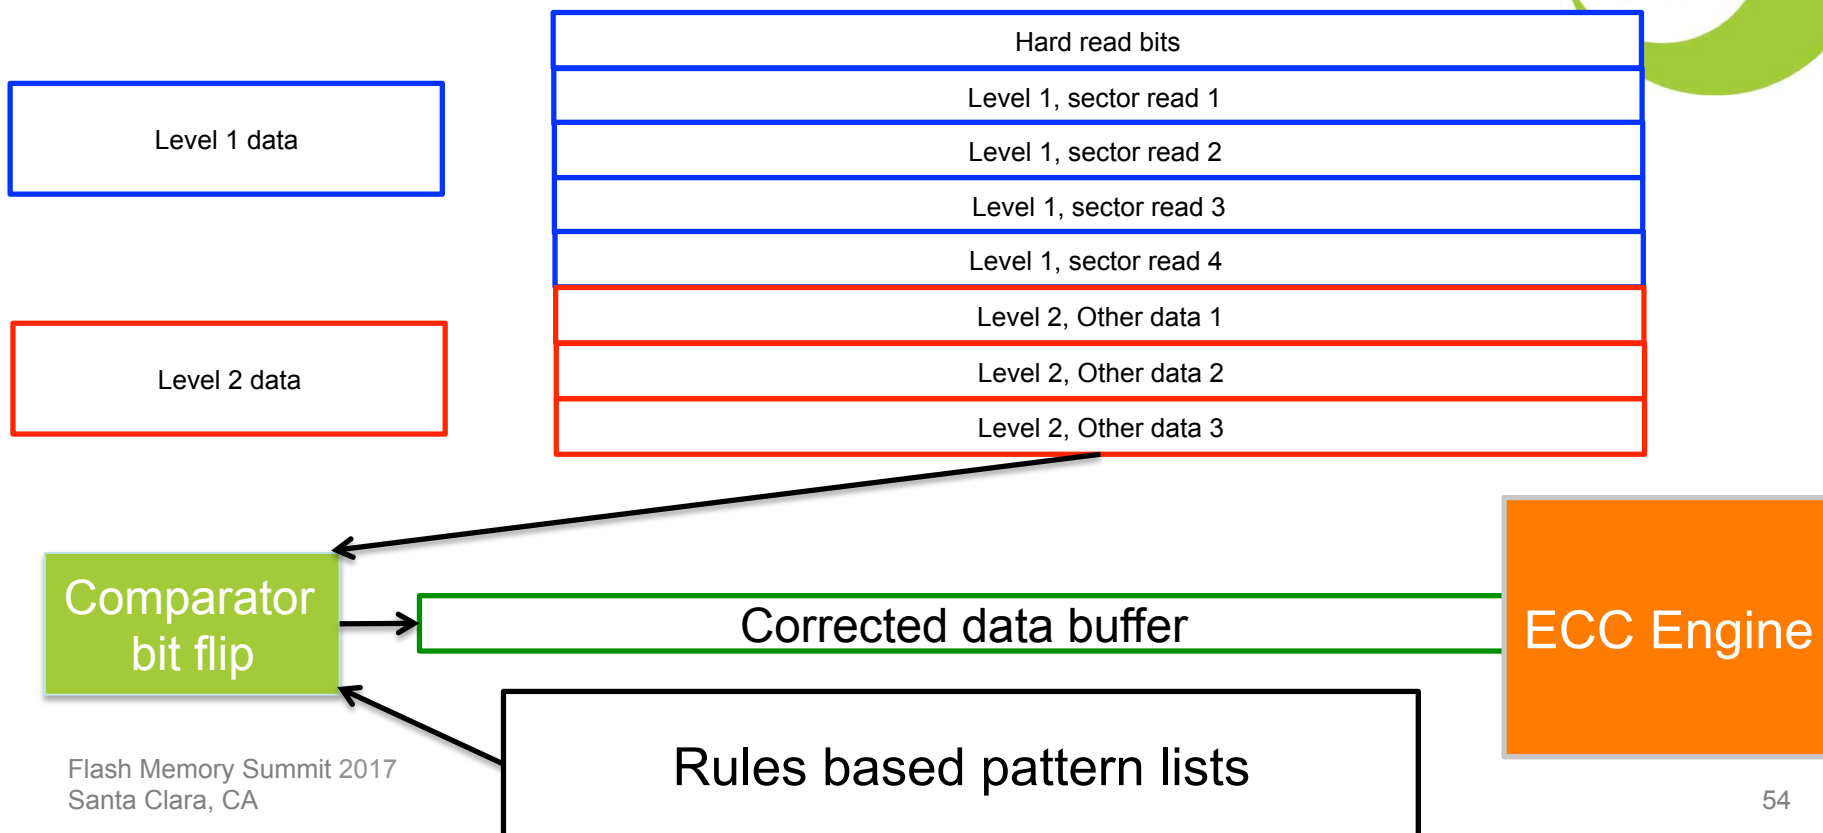 Hard read bits
Level 1, sector read 1
Level 1 data
Level 1, sector read 2
Level 1, sector read 3
Level 1, sector read 4
Level 2, Other data 1
Level 2 data
Level 2, Other data 2
Level 2, Other data 3
Comparator
bit flip
Corrected data buffer
ECC Engine
Rules based pattern lists
Flash Memory Summit 2017
Santa Clara, CA
54